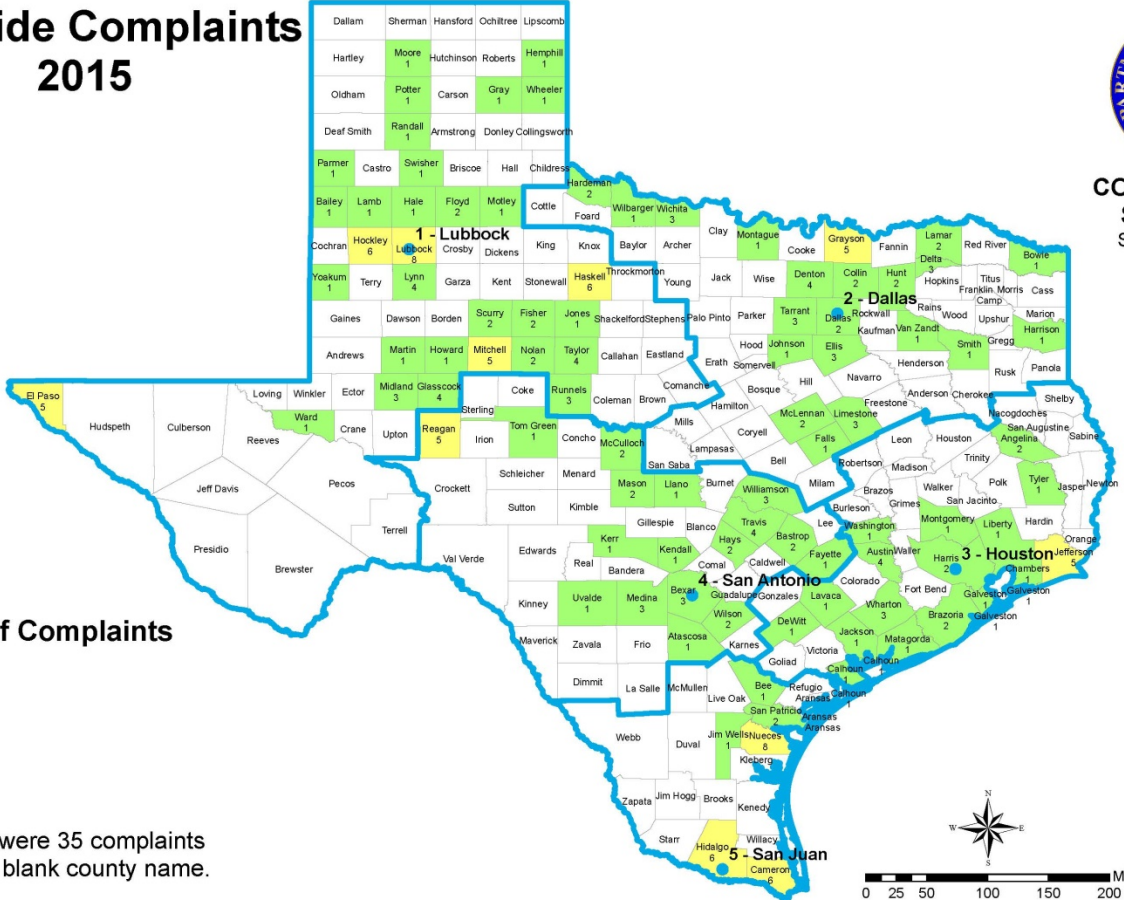 ide Complaints
2015
Dallam Sherman Hansford Ochiltree Lipscomb
Hartley Moore 1 Hutchinson Roberts Hemphill 1
Oldham Potter 1 Carson Gray 1 Wheeler 1
Deaf Smith Randall 1 Armstrong Donley Collingsworth
Parmer 1 Castro Swisher 1 Briscoe Hall Childress
Hardeman 2
Bailey 1 Lamb 1 Hale 1 Floyd 2 Motley 1 Cottle Foard Wilbarger 1 Wichita 3
Clay Montague 1 Cooke Grayson 5 Fannin Lamar 2 Red River Bowie 1
1 - Lubbock
Cochran Hockley 6 Lubbock 8 Crosby Dickens King Knox Baylor Archer
Delta 3
Yoakum 1 Terry Lynn 4 Garza Kent Stonewall Haskell 6 Throckmorton Young Jack Wise Denton 4 Collin 2 Hunt 2 Hopkins Titus Franklin Morris Camp Cass
2 - Dallas
Gaines Dawson Borden Scurry 2 Fisher 2 Jones 1 Shackelford Stephens Palo Pinto Parker Tarrant 3 Dallas 2 Rockwall Kaufman Rains Wood Upshur Marion
Van Zandt 1 Smith 1 Gregg Harrison 1
Andrews Martin 1 Howard 1 Mitchell 5 Nolan 2 Taylor 4 Callahan Eastland Erath Hood Somervell Johnson 1 Ellis 3 Henderson Rusk Panola
El Paso 5 Hudspeth Culberson Loving Winkler Ector Midland 3 Glasscock 4 Sterling Coke Runnels 3 Coleman Brown Comanche Hamilton Bosque Hill Navarro Freestone Anderson Cherokee Nacogdoches Shelby
Reeves Ward 1 Crane Upton Reagan 5 Irion Tom Green 1 Concho McCulloch 2 San Saba Mills Lampasas Coryell McLennan 2 Limestone 3 Falls 1 Leon Houston Angelina 2 San Augustine Sabine
Jeff Davis Pecos Crockett Schleicher Menard Mason 2 Llano 1 Burnet Bell Milam Robertson Madison Trinity Walker Polk Tyler 1 Jasper Newton
Presidio Brewster Terrell Sutton Kimble Gillespie Blanco Williamson 3 Travis 4 Lee Burleson Brazos Grimes San Jacinto Montgomery 1 Liberty 1 Hardin Orange
Val Verde Edwards Real Kerr 1 Bandera Kendall 1 Comal Hays 2 Caldwell Bastrop 2 Fayette 1 Washington 1 Austin 4 Waller Harris 2 Chambers 1 Jefferson 5
3 - Houston
4 - San Antonio
Kinney Uvalde 1 Medina 3 Bexar 3 Guadalupe Gonzales Lavaca 1 Colorado Fort Bend Wharton 3 Brazoria 2 Galveston 1 Galveston 1 Galveston 1
Maverick Zavala Frio Atascosa 1 Wilson 2 Karnes DeWitt 1 Victoria Jackson 1 Matagorda 1
Goliad Calhoun 1 Calhoun 1 Calhoun 1
Dimmit La Salle McMullen Live Oak Bee 1 Refugio Aransas Aransas Aransas
San Patricio 2
Webb Duval Jim Wells 1 Nueces 8 Kleberg
Zapata Jim Hogg Brooks Kenedy
Starr Hidalgo 6 Willacy Cameron 6
5 - San Juan
f Complaints
were 35 complaints
blank county name.
N
W E
S
0 25 50 100 150 200
M
CO
S
S